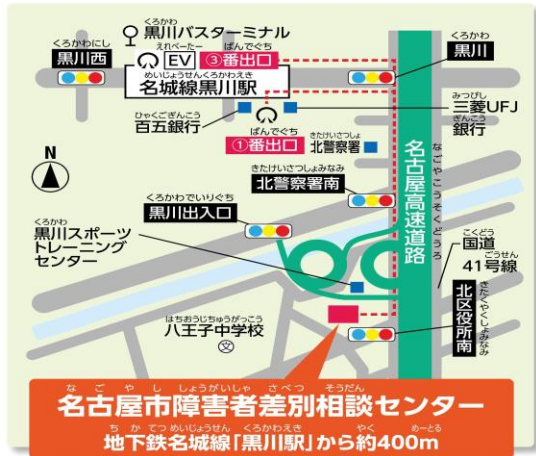 くろかわ
黒川バスターミナル
くろかわにし
黒川西
えれべーたー
EV
ばんでぐち
③番出口
くろかわ
黒川
めいじょうせんくろかわえき
名城線黒川駅
ひゃくごぎんこう
百五銀行
ばんでぐち
①番出口
きたけいさつしょ
北警察署
みつびし
三菱UFJ
ぎんこう
銀行
N
きたけいさつしょみなみ
北警察署南
なごやこうそくどうろ
名古屋高速道路
くろかわでいりぐち
黒川出入口
くろかわ
黒川スポーツ
トレーニング
センター
こくどう
国道
ごうせん
41号線
きたくやくしょみなみ
北区役所南
はちおうじちゅうがっこう
八王子中学校
文
なごやし しょうがいしゃ さべつ そうだん
名古屋市障害者差別相談センター
ちかてつめいじょうせん くろかわえき やく めーとる
地下鉄名城線「黒川駅」から約400m